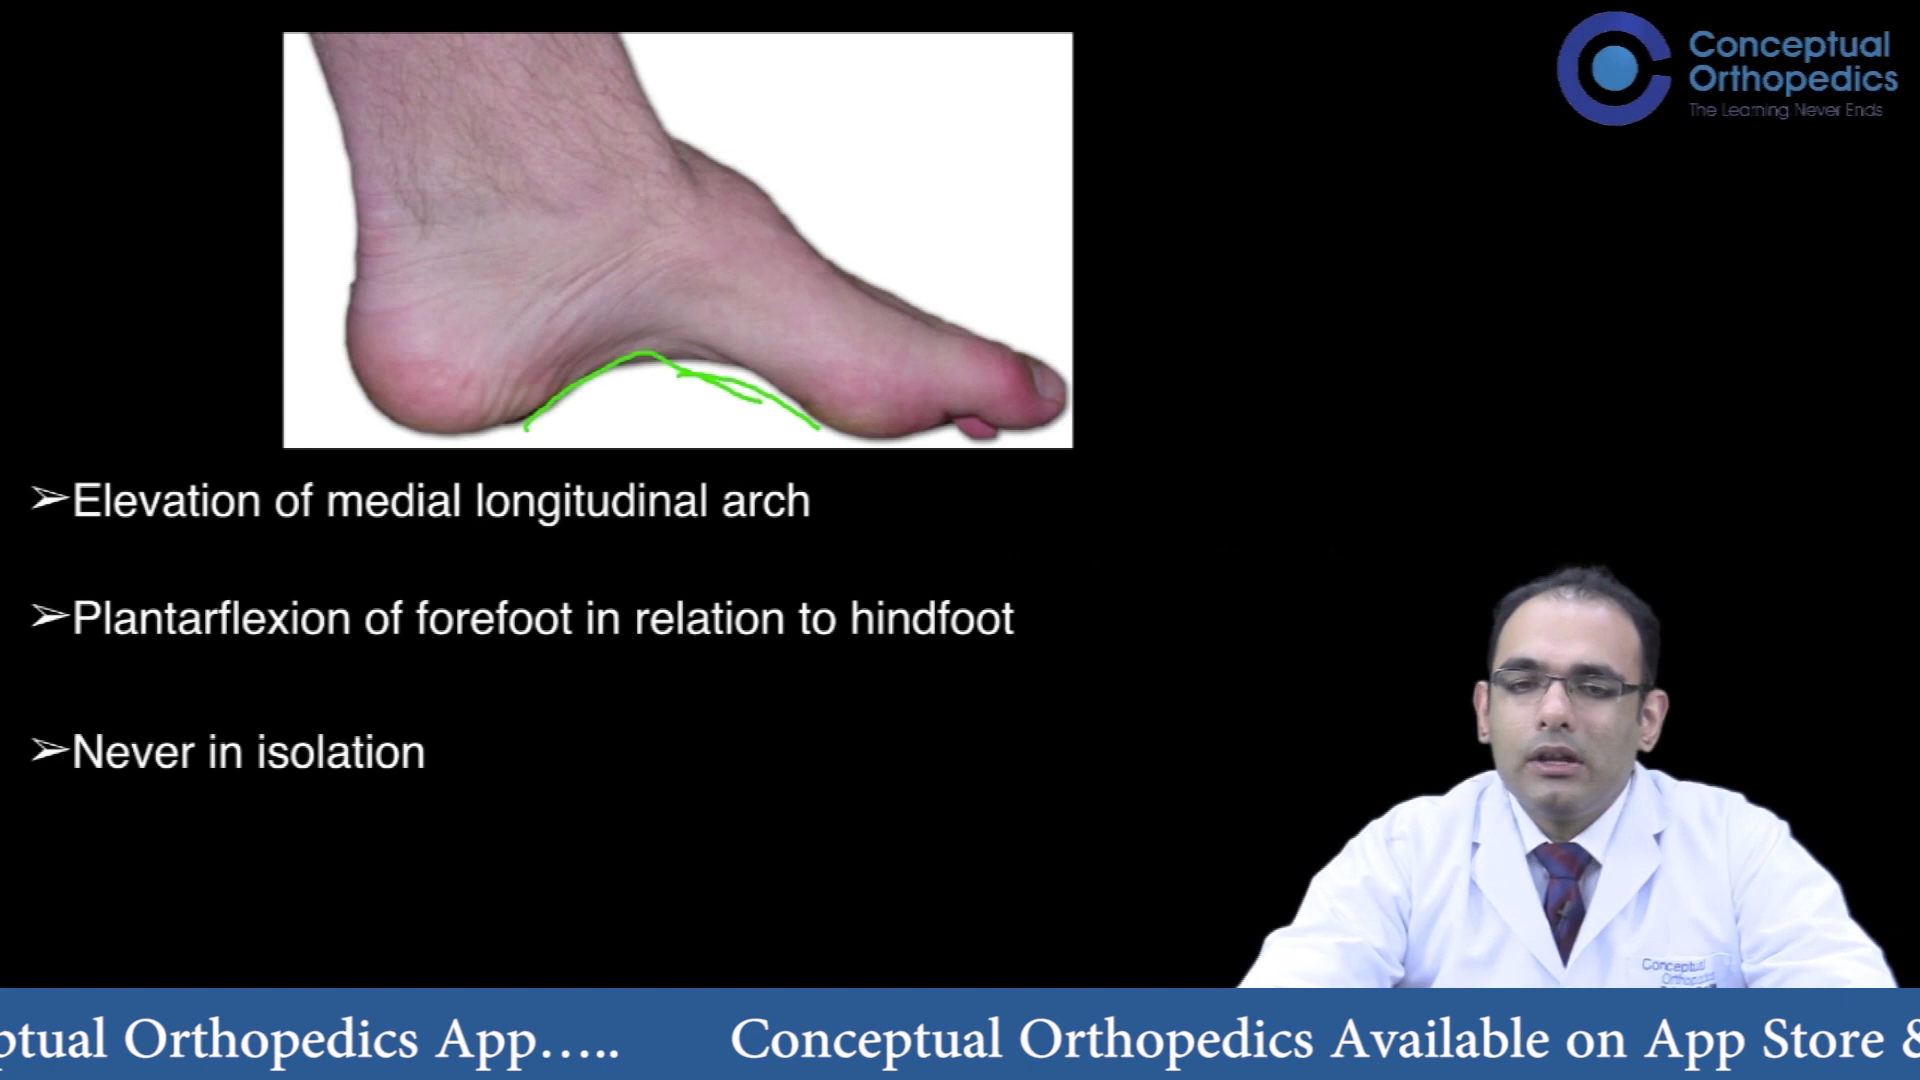 Conceptual
Orthopedics
The Learning Never Ends
➢Elevation of medial longitudinal arch
➢Plantarflexion of forefoot in relation to hindfoot
➢Never in isolation
Conceptual
ptual Orthopedics App..... Conceptual Orthopedics Available on App Store &